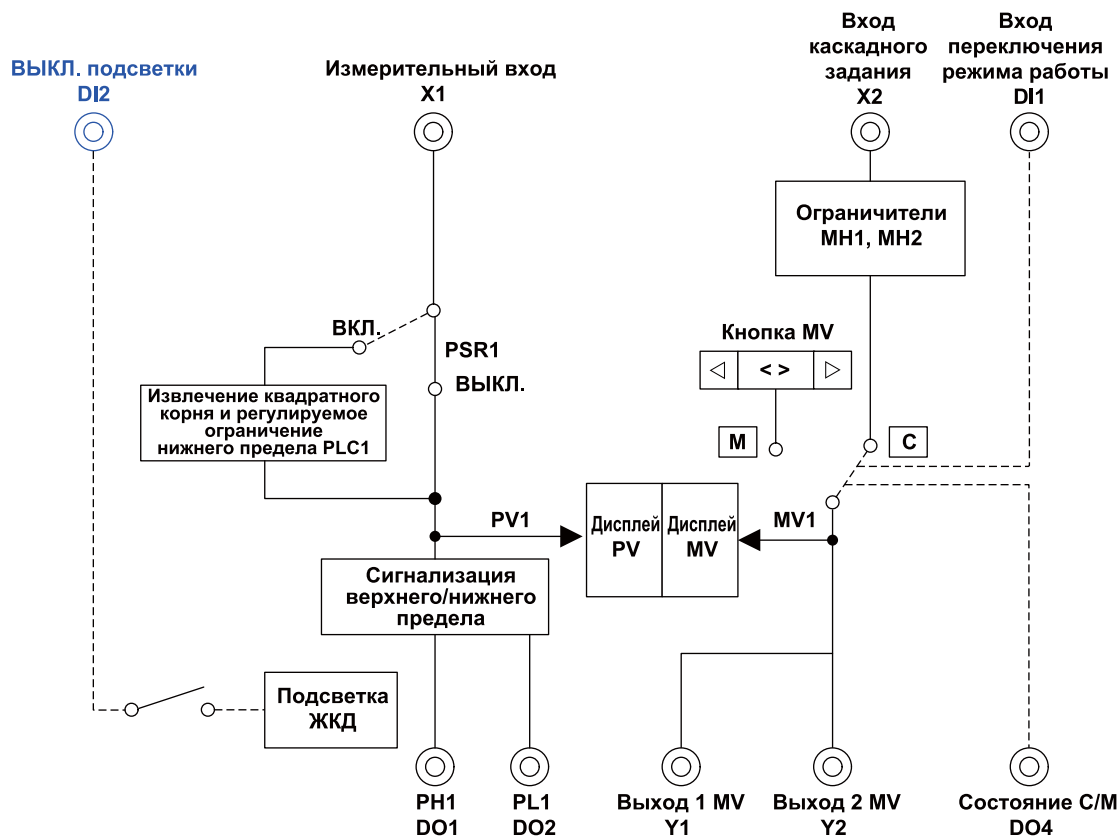 Вход
каскадного
задания
X2
Вход
переключения
режима работы
DI1
ВЫКЛ. подсветки
DI2
Измерительный вход
X1
Ограничители
MH1, MH2
ВКЛ.
PSR1
ВЫКЛ.
Кнопка MV
< >
Извлечение квадратного
корня и регулируемое
ограничение
нижнего предела PLC1
M
C
PV1
Дисплей
PV
Дисплей
MV
MV1
Сигнализация
верхнего/нижнего
предела
Подсветка
ЖКД
PH1
DO1
PL1
DO2
Выход 1 MV
Y1
Выход 2 MV
Y2
Состояние C/M
DO4